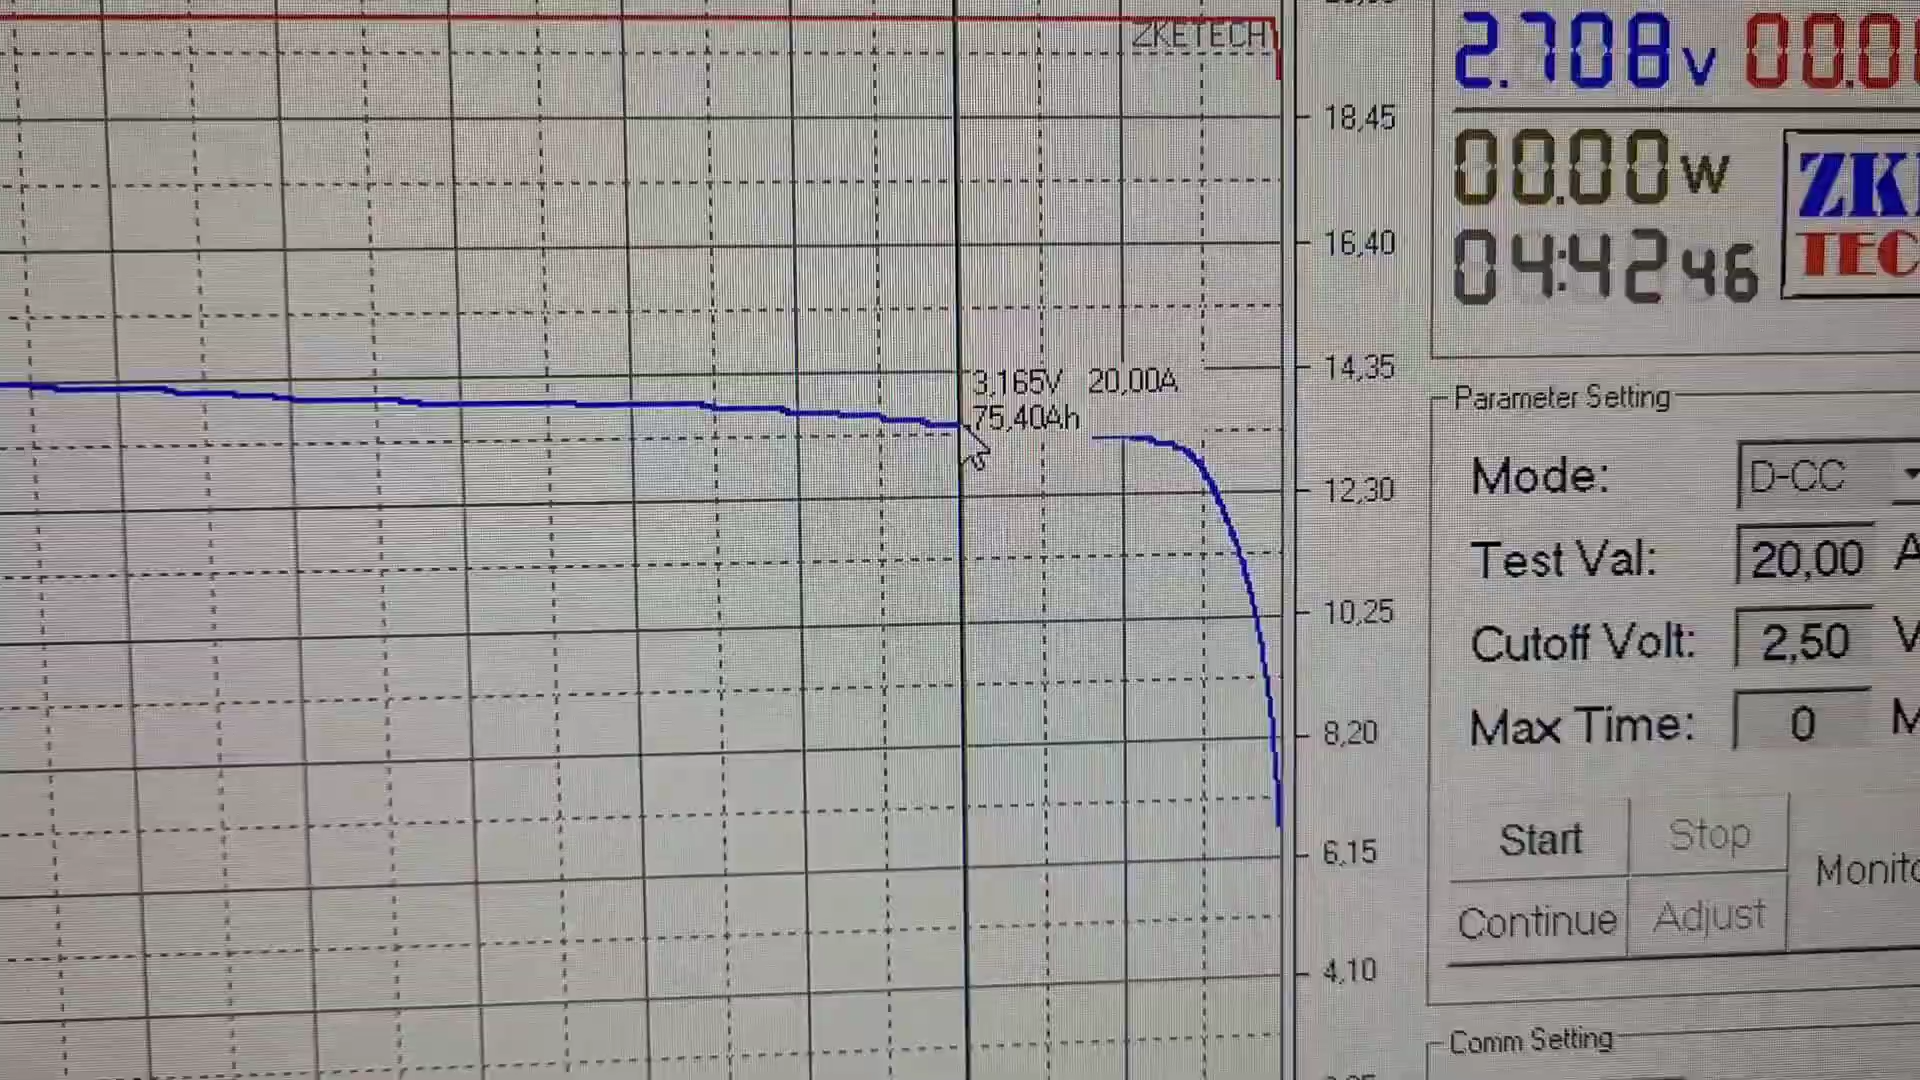 ZKETECH
18,45
16,40
14,35
12,30
10,25
8,20
6,15
4,10
3,165V 20,00A
75,40Ah
2.708V
00.00W
04:4246
Parameter Setting
Mode: D-CC
Test Val: 20,00 A
Cutoff Volt: 2,50 V
Max Time: 0 M
Start
Stop
Continue
Adjust
Comm Setting